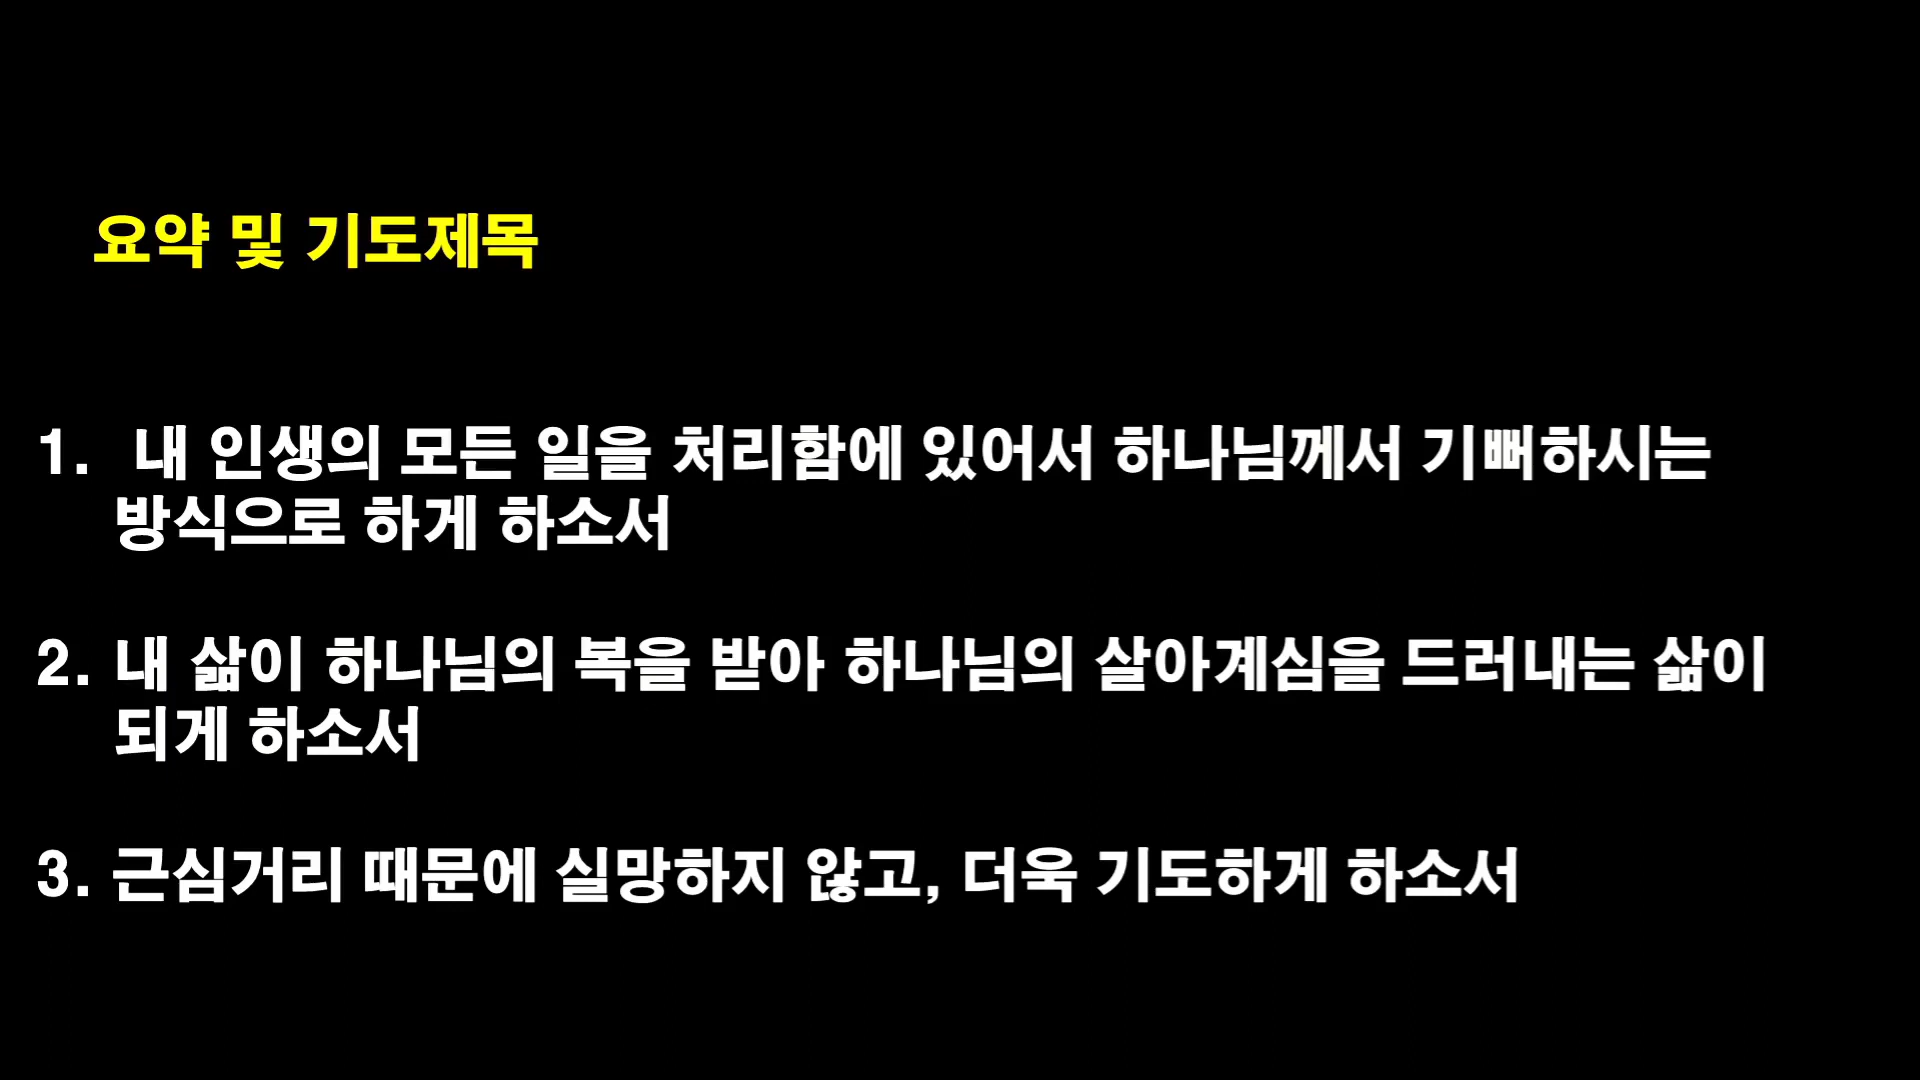 요약 및 기도제목
1. 내 인생의 모든 일을 처리함에 있어서 하나님께서 기뻐하시는
방식으로 하게 하소서
2. 내 삶이 하나님의 복을 받아 하나님의 살아계심을 드러내는 삶이
되게 하소서
3. 근심거리 때문에 실망하지 않고, 더욱 기도하게 하소서